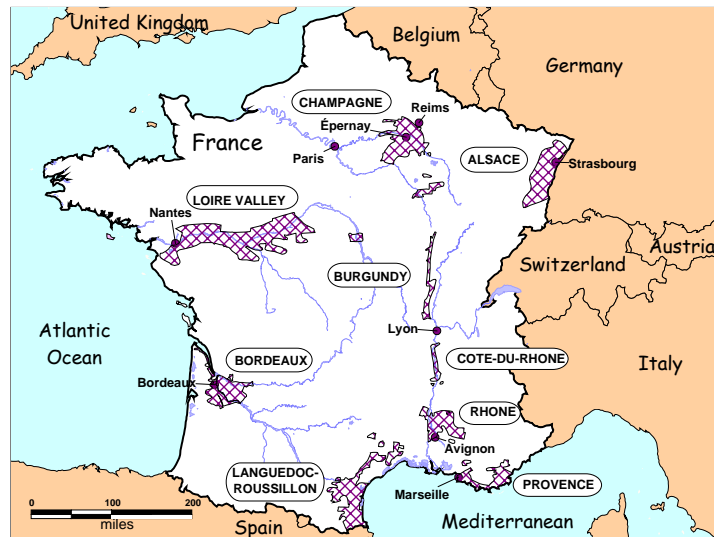 United Kingdom
Belgium
Germany
CHAMPAGNE
Reims
Épernay
France
Paris
ALSACE
Strasbourg
LOIRE VALLEY
Nantes
Austria
Switzerland
BURGUNDY
Atlantic
Ocean
Lyon
BORDEAUX
COTE-DU-RHONE
Italy
Bordeaux
RHONE
Avignon
LANGUEDOC-
ROUSSILLON
Marseille
PROVENCE
0 100 200
miles
Spain
Mediterranean